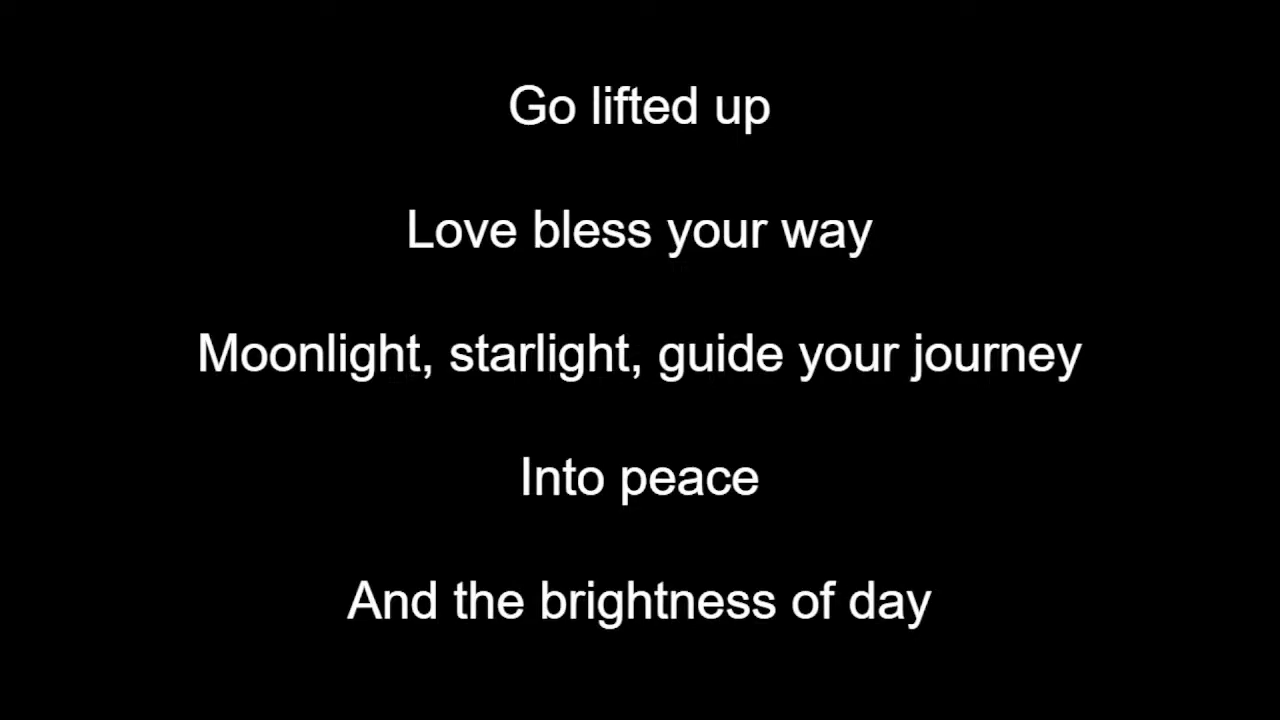 Go lifted up
Love bless your way
Moonlight, starlight, guide your journey
Into peace
And the brightness of day